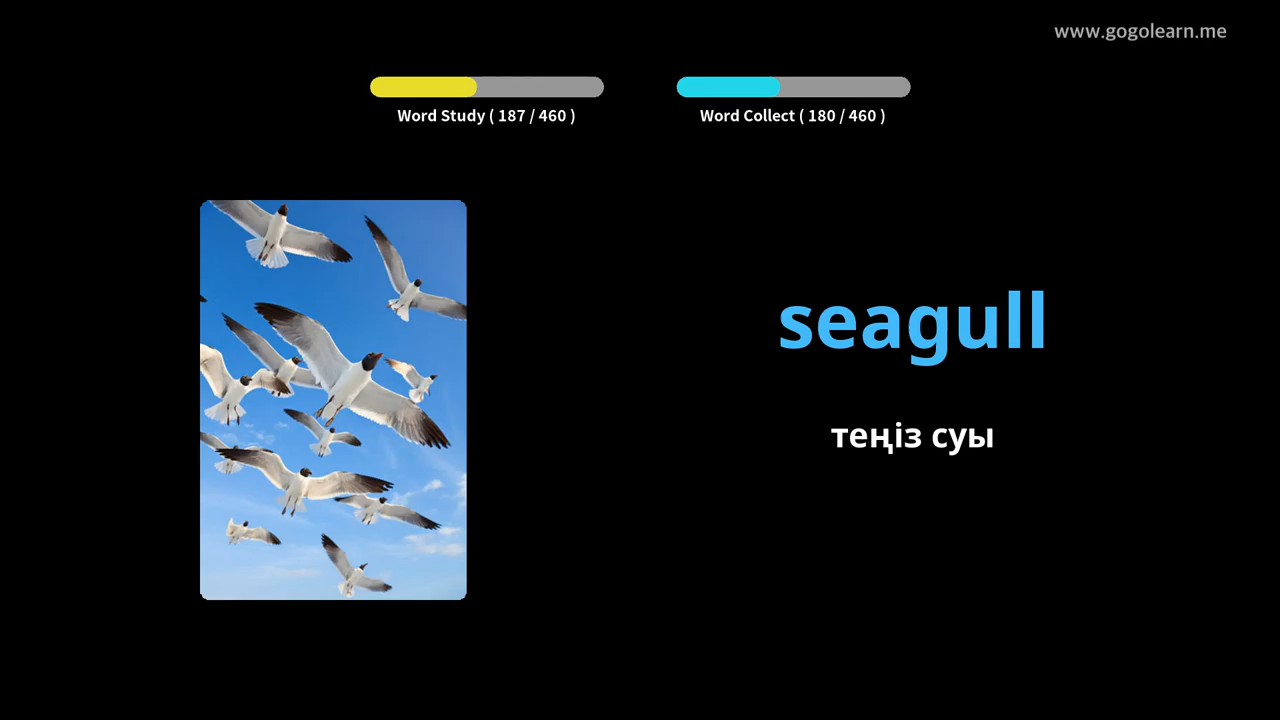 www.gogolearn.me
Word Study ( 187 / 460 )
Word Collect ( 180 / 460 )
seagull
теңіз суы